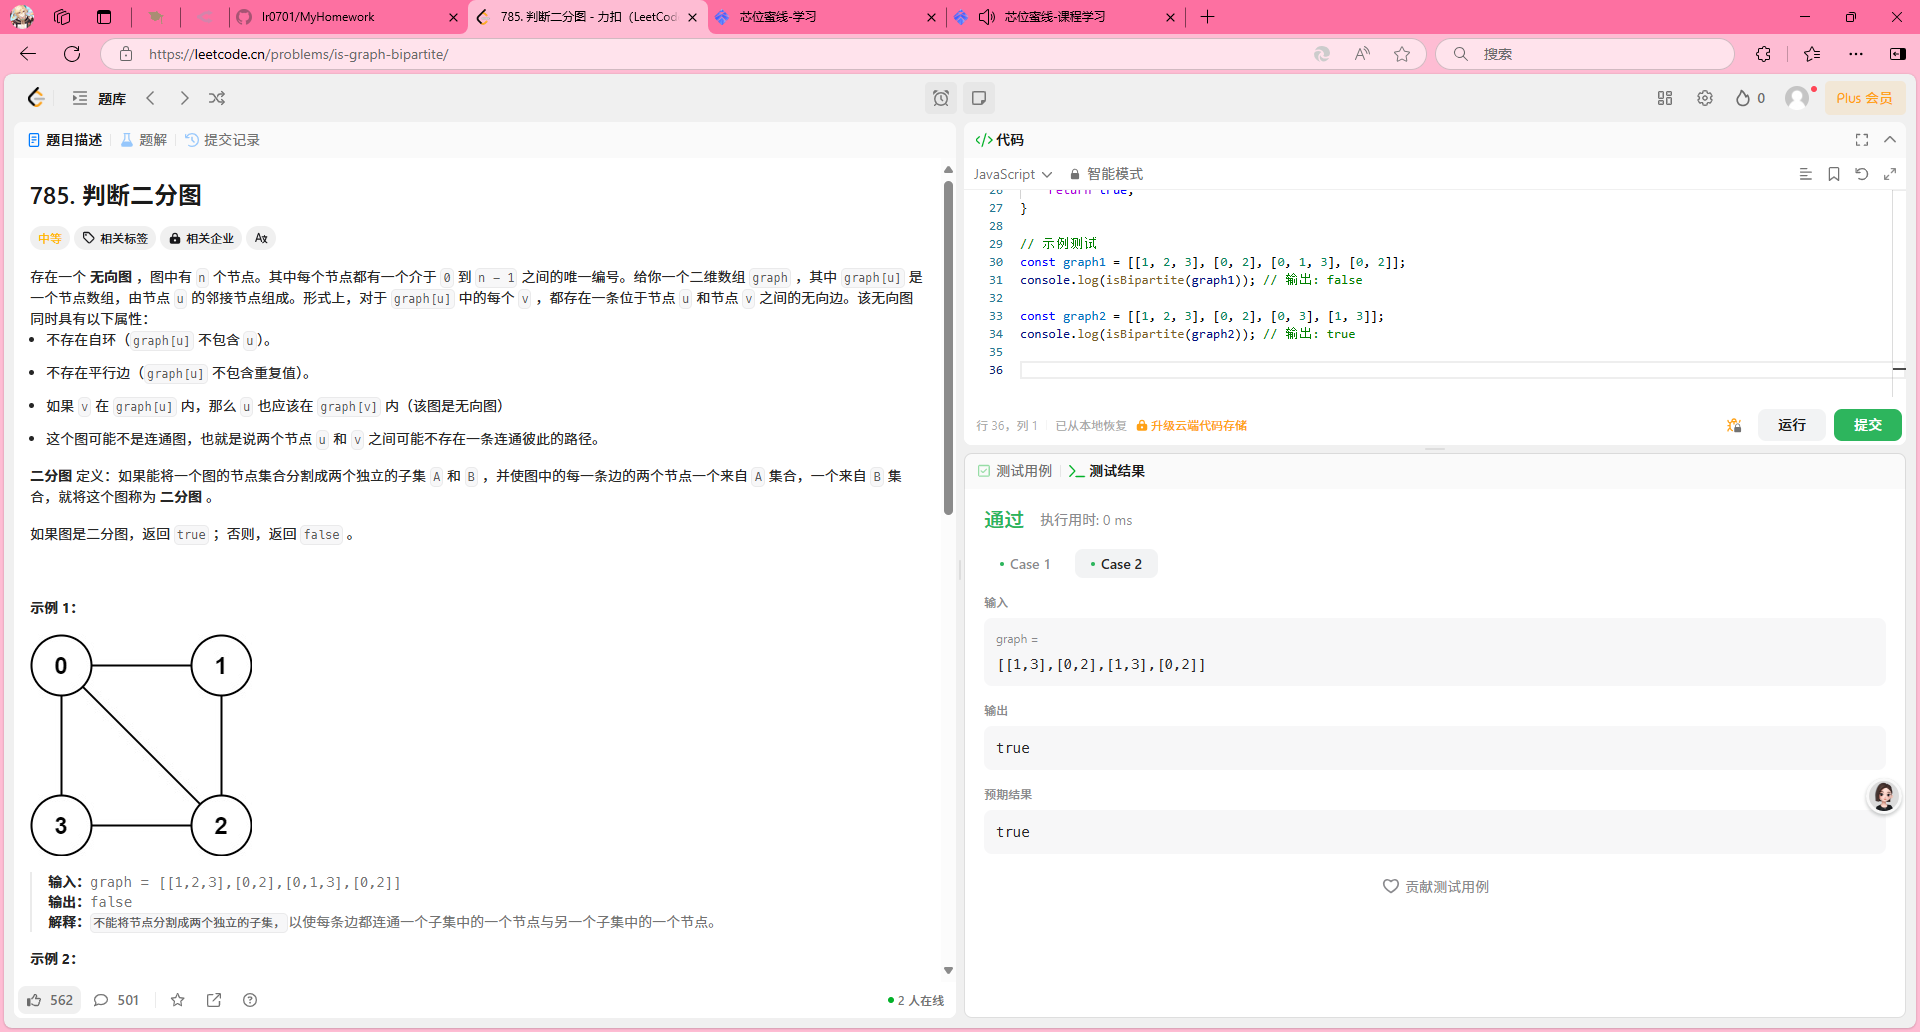 lr0701/MyHomework
785. 判断二分图 - 力扣（LeetCod
芯位蜜线-学习
芯位蜜线-课程学习
https://leetcode.cn/problems/is-graph-bipartite/
搜索
题库
0
Plus 会员
题目描述
题解
提交记录
785. 判断二分图
中等
相关标签
相关企业
存在一个 无向图 ，图中有 n 个节点。其中每个节点都有一个介于 0 到 n - 1 之间的唯一编号。给你一个二维数组 graph ，其中 graph[u] 是
一个节点数组，由节点 u 的邻接节点组成。形式上，对于 graph[u] 中的每个 v ，都存在一条位于节点 u 和节点 v 之间的无向边。该无向图
同时具有以下属性：
不存在自环（graph[u] 不包含 u）。
不存在平行边（graph[u] 不包含重复值）。
如果 v 在 graph[u] 内，那么 u 也应该在 graph[v] 内（该图是无向图）
这个图可能不是连通图，也就是说两个节点 u 和 v 之间可能不存在一条连通彼此的路径。
二分图 定义：如果能将一个图的节点集合分割成两个独立的子集 A 和 B ，并使图中的每一条边的两个节点一个来自 A 集合，一个来自 B 集
合，就将这个图称为 二分图 。
如果图是二分图，返回 true ；否则，返回 false 。
示例 1：
0
1
3
2
输入：graph = [[1,2,3],[0,2],[0,1,3],[0,2]]
输出：false
解释：不能将节点分割成两个独立的子集，以使每条边都连通一个子集中的一个节点与另一个子集中的一个节点。
示例 2：
562
501
2 人在线
</> 代码
JavaScript
智能模式
26 return true;
27 }
28
29 // 示例测试
30 const graph1 = [[1, 2, 3], [0, 2], [0, 1, 3], [0, 2]];
31 console.log(isBipartite(graph1)); // 输出: false
32
33 const graph2 = [[1, 2, 3], [0, 2], [0, 3], [1, 3]];
34 console.log(isBipartite(graph2)); // 输出: true
35
36
行 36，列 1
已从本地恢复
升级云端代码存储
运行
提交
测试用例
测试结果
通过
执行用时: 0 ms
Case 1
Case 2
输入
graph =
[[1,3],[0,2],[1,3],[0,2]]
输出
true
预期结果
true
贡献测试用例